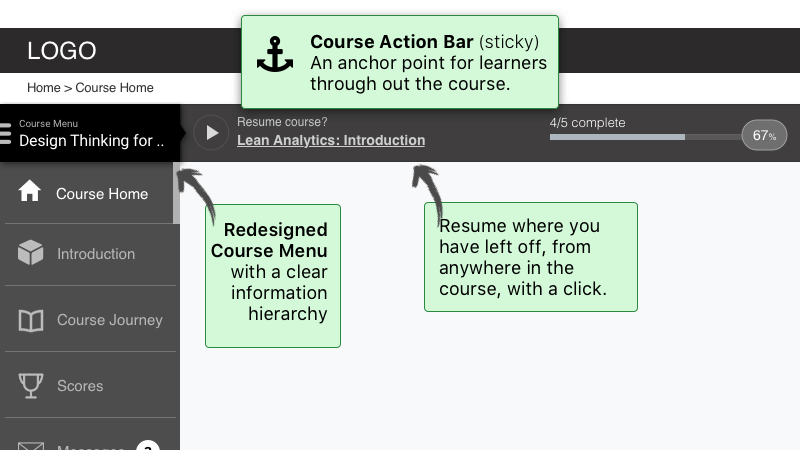 Course Action Bar (sticky)
An anchor point for learners
through out the course.
LOGO
Home > Course Home
Course Menu
Design Thinking for ..
Resume course?
Lean Analytics: Introduction
4/5 complete
67%
Course Home
Introduction
Course Journey
Scores
Messages
Redesigned
Course Menu
with a clear
information
hierarchy
Resume where you
have left off, from
anywhere in the
course, with a click.